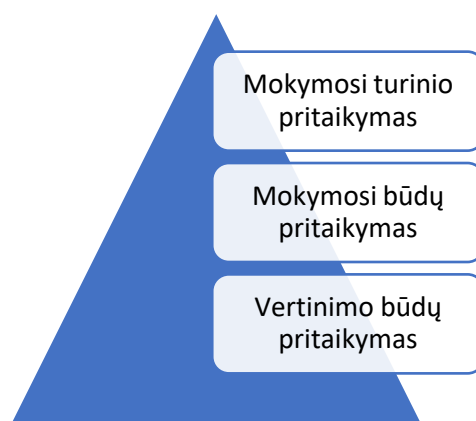 Mokymosi turinio
pritaikymas
Mokymosi būdų
pritaikymas
Vertinimo būdų
pritaikymas